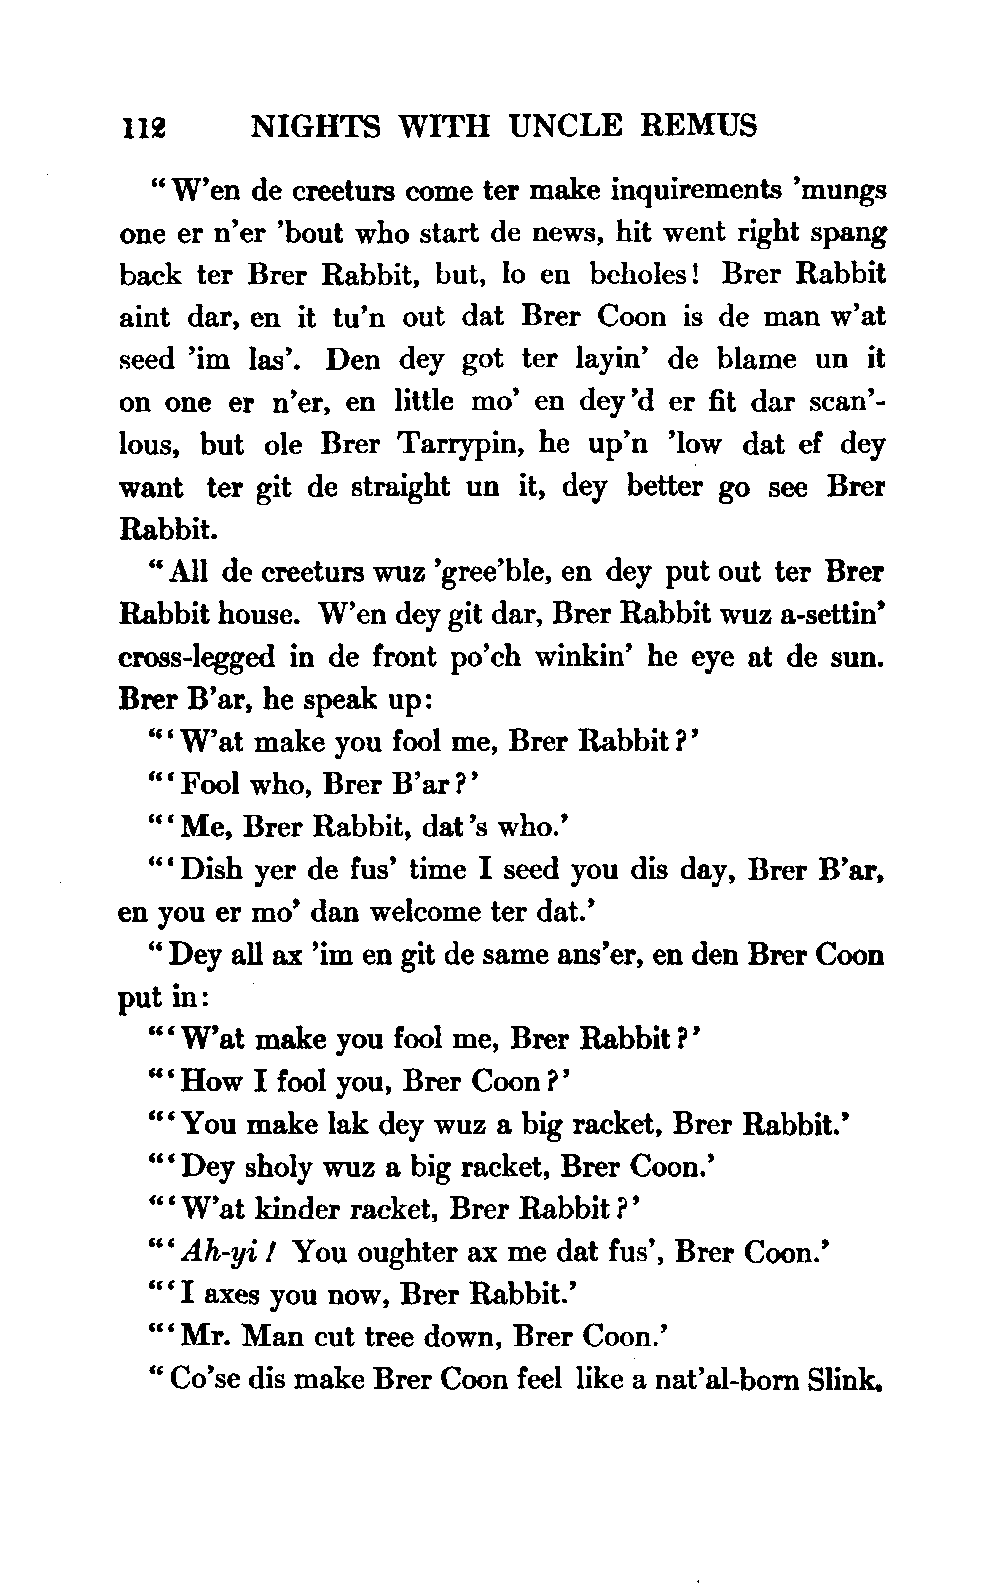 112 NIGHTS WITH UNCLE REMUS
“W’en de creeturs come ter make inquirements ’mungs
one er n’er ’bout who start de news, hit went right spang
back ter Brer Rabbit, but, lo en beholes! Brer Rabbit
aint dar, en it tu’n out dat Brer Coon is de man w’at
seed ’im las’. Den dey got ter layin’ de blame un it
on one er n’er, en little mo’ en dey ’d er fit dar scan’-
lous, but ole Brer Tarrypin, he up’n ’low dat ef dey
want ter git de straight un it, dey better go see Brer
Rabbit.
“All de creeturs wuz ’gree’ble, en dey put out ter Brer
Rabbit house. W’en dey git dar, Brer Rabbit wuz a-settin’
cross-legged in de front po’ch winkin’ he eye at de sun.
Brer B’ar, he speak up:
“‘W’at make you fool me, Brer Rabbit?’
“‘Fool who, Brer B’ar?’
“‘Me, Brer Rabbit, dat ’s who.’
“‘Dish yer de fus’ time I seed you dis day, Brer B’ar,
en you er mo’ dan welcome ter dat.’
“Dey all ax ’im en git de same ans’er, en den Brer Coon
put in:
“‘W’at make you fool me, Brer Rabbit?’
“‘How I fool you, Brer Coon?’
“‘You make lak dey wuz a big racket, Brer Rabbit.’
“‘Dey sholy wuz a big racket, Brer Coon.’
“‘W’at kinder racket, Brer Rabbit?’
“‘Ah-yi! You oughter ax me dat fus’, Brer Coon.’
“‘I axes you now, Brer Rabbit.’
“‘Mr. Man cut tree down, Brer Coon.’
“Co’se dis make Brer Coon feel like a nat’al-born Slink,